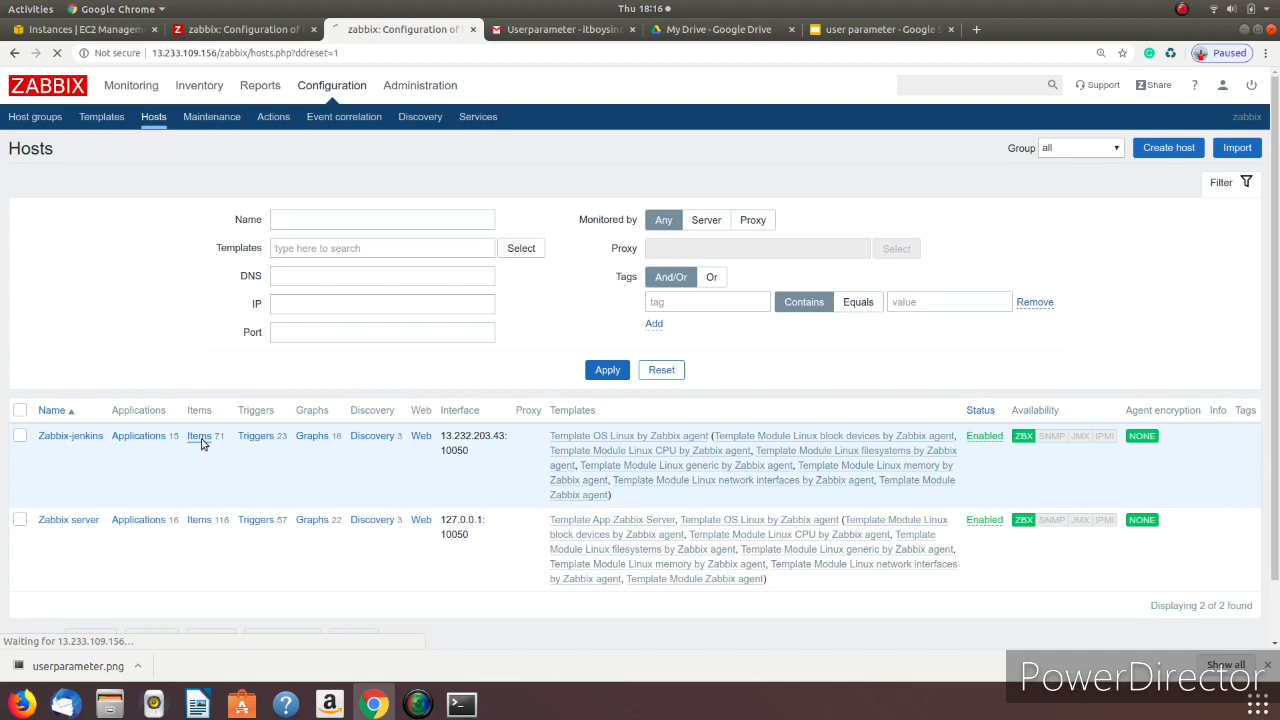 Activities Google Chrome Thu 18:16
Instances | EC2 Managem zabbix: Configuration of zabbix: Configuration of Userparameter - itboysine My Drive - Google Drive user parameter - Google S
Not secure 13.233.109.156/zabbix/hosts.php?ddreset=1 Paused
ZABBIX Monitoring Inventory Reports Configuration Administration Support Share ?
Host groups Templates Hosts Maintenance Actions Event correlation Discovery Services zabbix
Hosts Group all Create host Import
Filter
Name Monitored by Any Server Proxy
Templates type here to search Select Proxy Select
DNS Tags And/Or Or
IP tag Contains Equals value Remove
Add
Port
Apply Reset
Name Applications Items Triggers Graphs Discovery Web Interface Proxy Templates Status Availability Agent encryption Info Tags
Zabbix-jenkins Applications 15 Items 71 Triggers 23 Graphs 16 Discovery 3 Web 13.232.203.43: Template OS Linux by Zabbix agent (Template Module Linux block devices by Zabbix agent, Enabled ZBX SNMP JMX IPMI NONE
10050 Template Module Linux CPU by Zabbix agent, Template Module Linux filesystems by Zabbix
agent, Template Module Linux generic by Zabbix agent, Template Module Linux memory by
Zabbix agent, Template Module Linux network interfaces by Zabbix agent, Template Module
Zabbix agent)
Zabbix server Applications 16 Items 116 Triggers 57 Graphs 22 Discovery 3 Web 127.0.0.1: Template App Zabbix Server, Template OS Linux by Zabbix agent (Template Module Linux Enabled ZBX SNMP JMX IPMI NONE
10050 block devices by Zabbix agent, Template Module Linux CPU by Zabbix agent, Template
Module Linux filesystems by Zabbix agent, Template Module Linux generic by Zabbix agent,
Template Module Linux memory by Zabbix agent, Template Module Linux network interfaces
by Zabbix agent, Template Module Zabbix agent)
Displaying 2 of 2 found
Waiting for 13.233.109.156…
userparameter.png Show all
PowerDirector